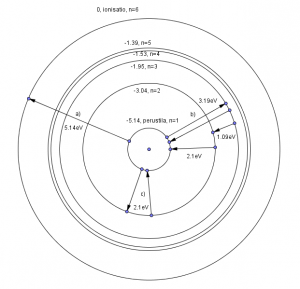 0, ionisatio, n=6
-1.39, n=5
-1.53, n=4
-1.95, n=3
-3.04, n=2
3.19eV
a)
-5.14, perustila, n=1
b)
5.14eV
1.09eV
2.1eV
c)
2.1eV